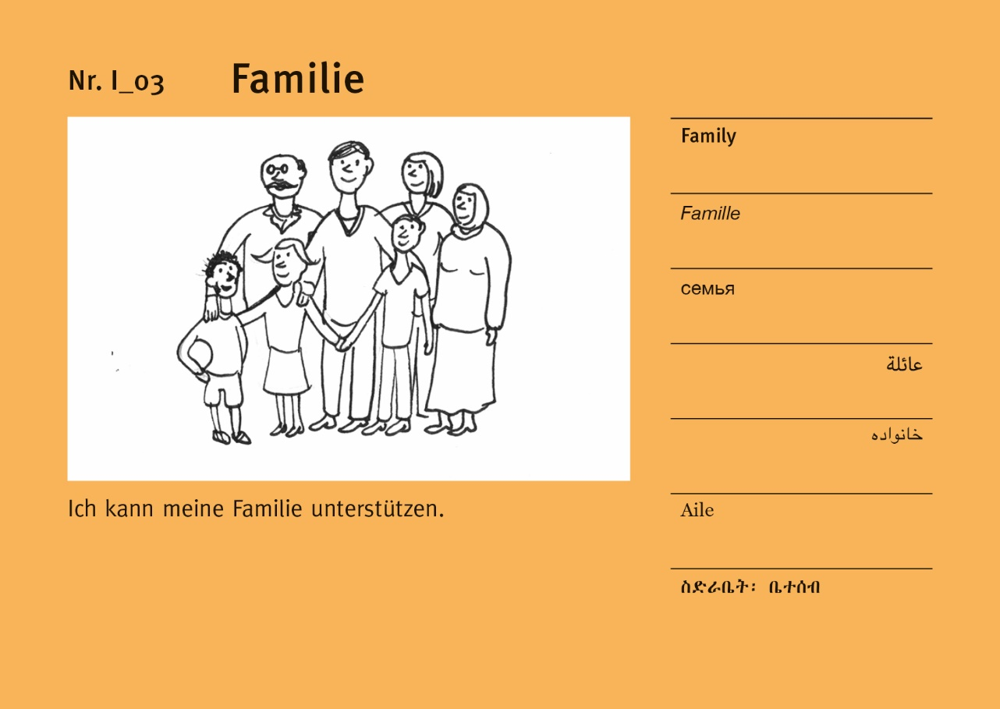 Nr. I_03 Familie
Family
Famille
семья
عائلة
خانواده
Aile
ስድራቤት፡ ቤተሰብ
Ich kann meine Familie unterstützen.